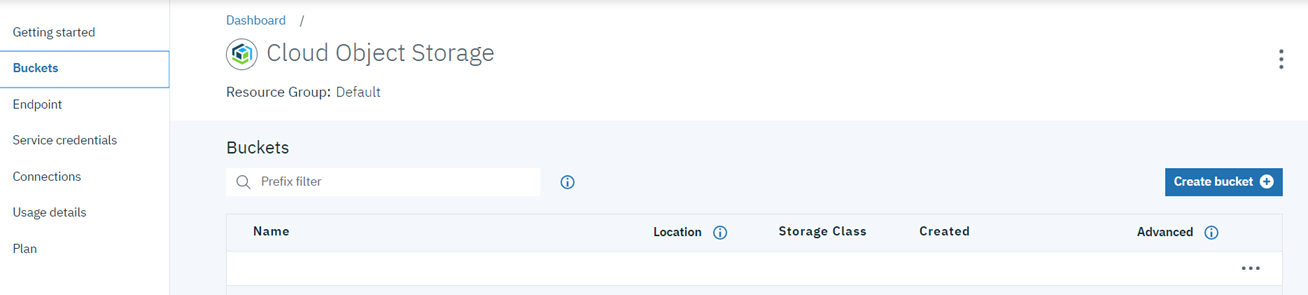 Getting started
Buckets
Endpoint
Service credentials
Connections
Usage details
Plan
Dashboard /
Cloud Object Storage
Resource Group: Default
Buckets
Prefix filter
Create bucket
Name Location Storage Class Created Advanced